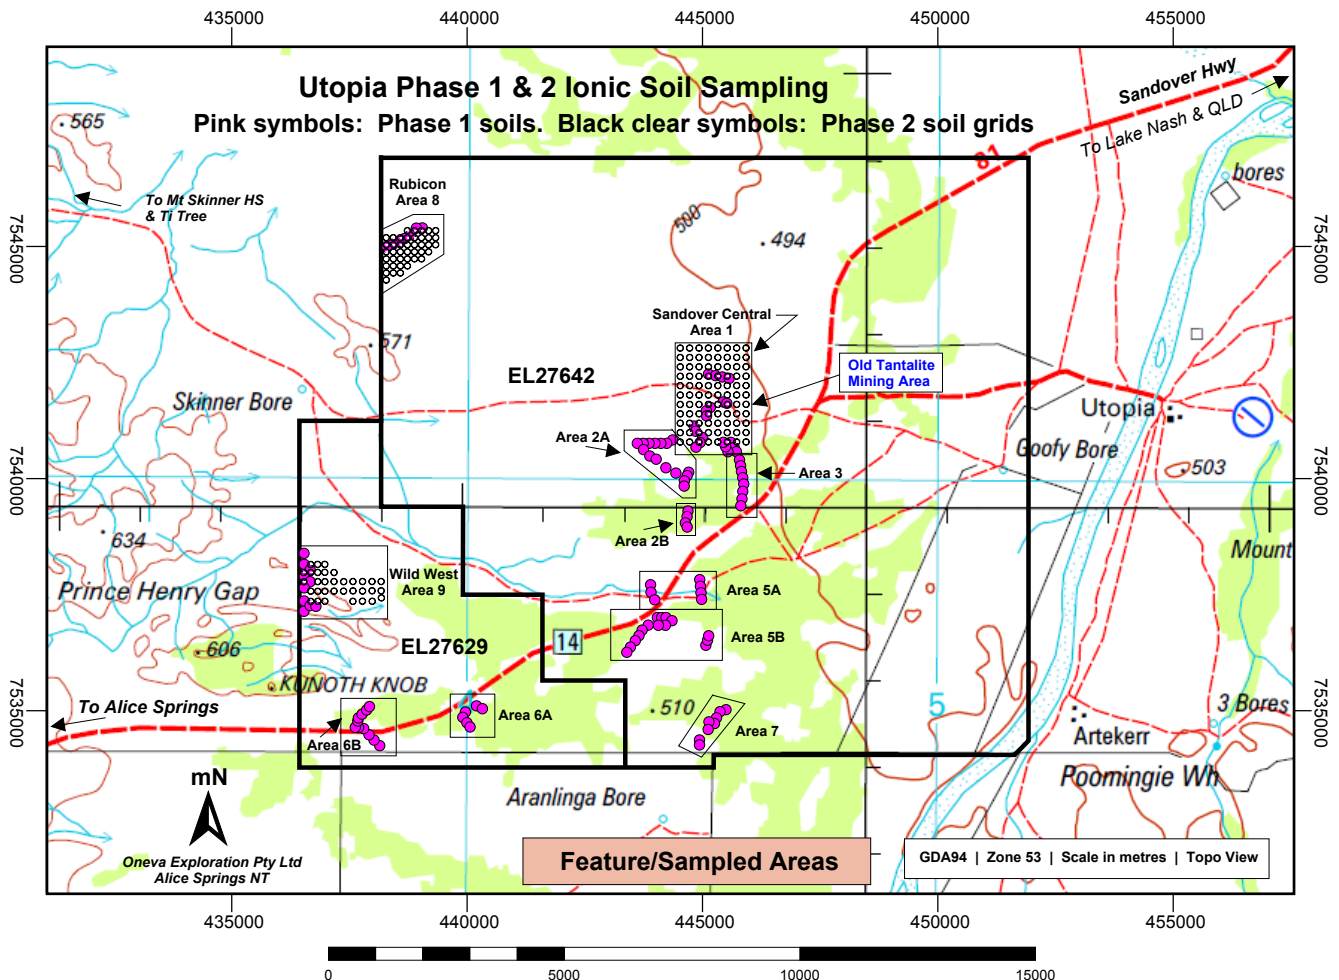 435000
440000
445000
450000
455000
Utopia Phase 1 & 2 Ionic Soil Sampling
Pink symbols: Phase 1 soils. Black clear symbols: Phase 2 soil grids
Sandover Hwy
To Lake Nash & QLD
81
565
bores
To Mt Skinner HS
& Ti Tree
Rubicon
Area 8
500
494
7545000
7545000
571
Sandover Central
Area 1
Old Tantalite
Mining Area
EL27642
Skinner Bore
Utopia
Area 2A
Goofy Bore
Area 3
503
7540000
7540000
634
Area 2B
Mount
Prince Henry Gap
Wild West
Area 9
Area 5A
EL27629
14
Area 5B
606
KUNOTH KNOB
To Alice Springs
Area 6A
510
5
3 Bores
7535000
7535000
Area 6B
Area 7
Artekerr
mN
Poomingie Wh
Aranlinga Bore
Oneva Exploration Pty Ltd
Alice Springs NT
Feature/Sampled Areas
GDA94 | Zone 53 | Scale in metres | Topo View
435000
440000
445000
450000
455000
0
5000
10000
15000